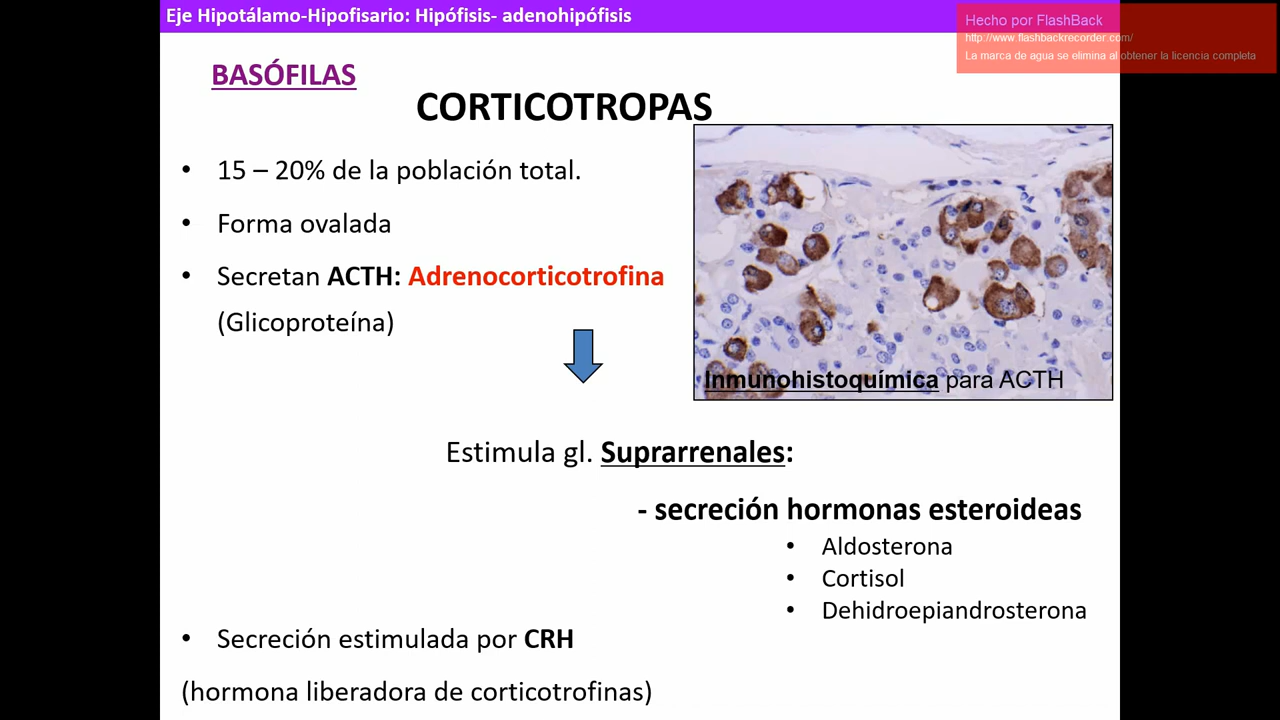 Eje Hipotálamo-Hipofisario: Hipófisis- adenohipófisis
Hecho por FlashBack
http://www.flashbackrecorder.com/
La marca de agua se elimina al obtener la licencia completa
BASÓFILAS
CORTICOTROPAS
• 15 – 20% de la población total.
• Forma ovalada
• Secretan ACTH: Adrenocorticotrofina
(Glicoproteína)
Inmunohistoquímica para ACTH
Estimula gl. Suprarrenales:
- secreción hormonas esteroideas
• Aldosterona
• Cortisol
• Dehidroepiandrosterona
• Secreción estimulada por CRH
(hormona liberadora de corticotrofinas)